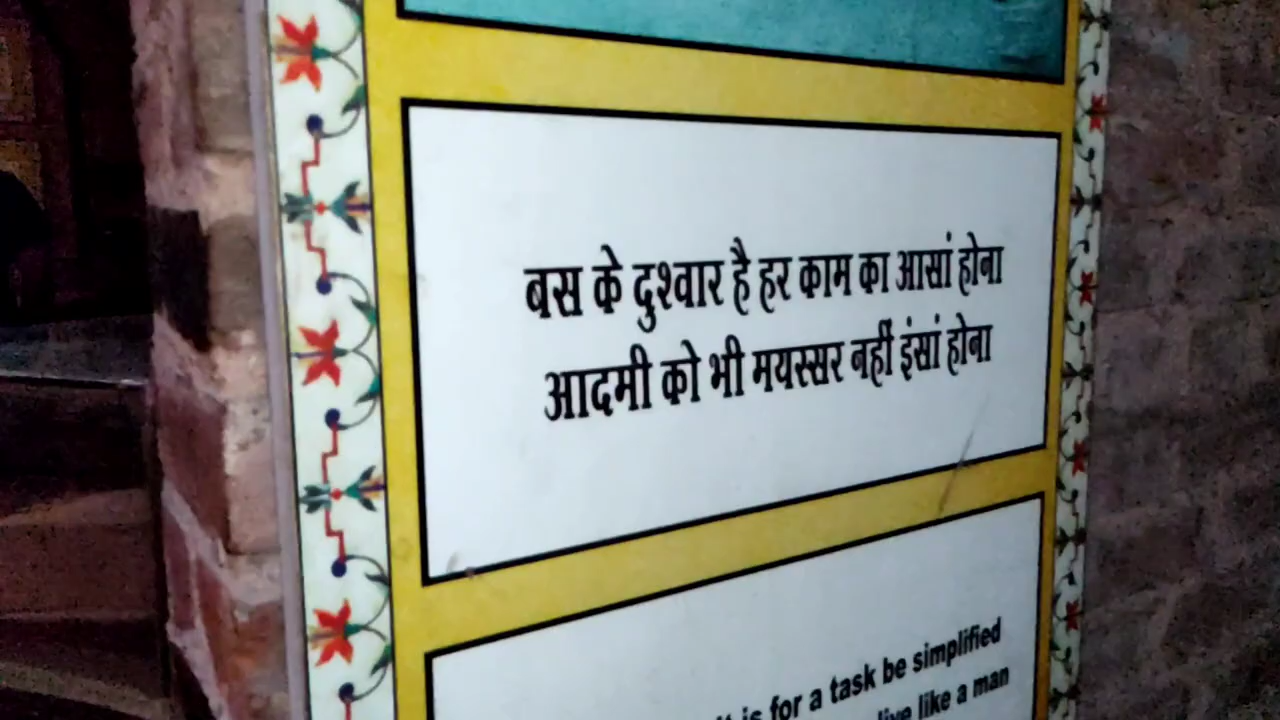 बस के दुश्वार है हर काम का आसां होना
आदमी को भी मयस्सर नहीं इंसां होना
is for a task be simplified
live like a man